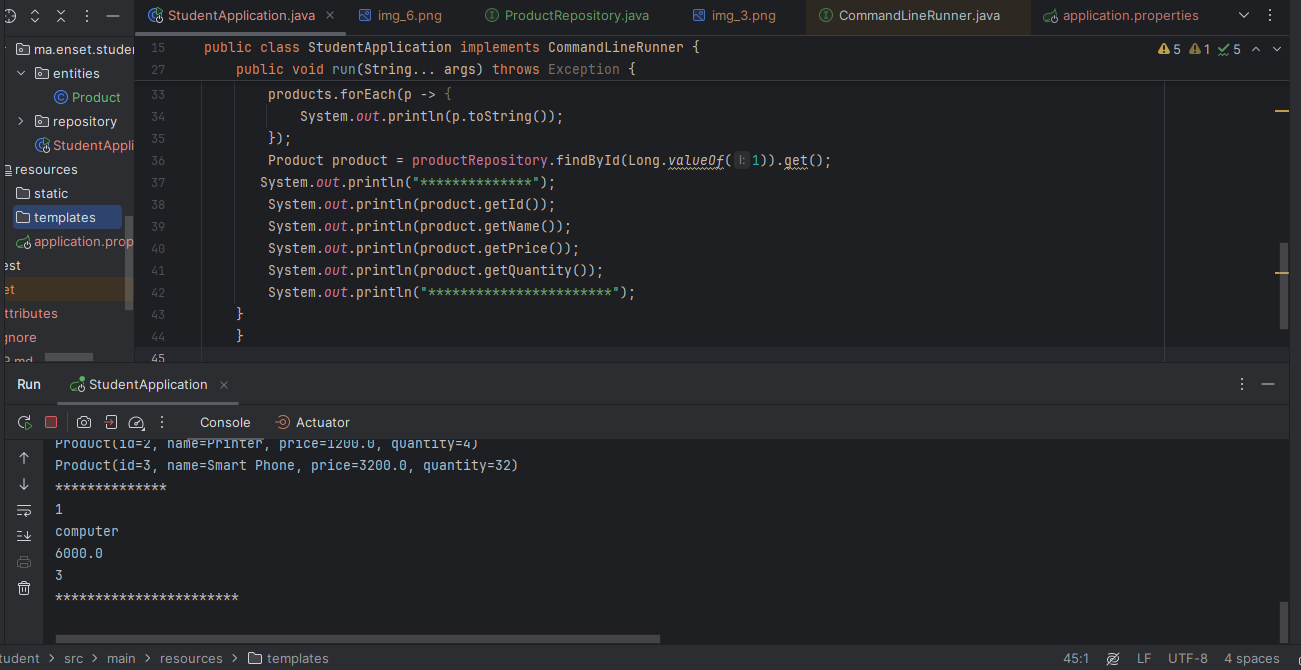 StudentApplication.java
img_6.png
ProductRepository.java
img_3.png
CommandLineRunner.java
application.properties
ma.enset.studen
entities
Product
repository
StudentAppli
resources
static
templates
application.prop
est
et
ttributes
gnore
15 public class StudentApplication implements CommandLineRunner {
27 public void run(String... args) throws Exception {
33 products.forEach(p -> {
34 System.out.println(p.toString());
35 });
36 Product product = productRepository.findById(Long.valueOf( l: 1)).get();
37 System.out.println("**************");
38 System.out.println(product.getId());
39 System.out.println(product.getName());
40 System.out.println(product.getPrice());
41 System.out.println(product.getQuantity());
42 System.out.println("***********************");
43 }
44 }
45
5 1 5
Run StudentApplication
Console Actuator
Product(id=2, name=Printer, price=1200.0, quantity=4)
Product(id=3, name=Smart Phone, price=3200.0, quantity=32)
**************
1
computer
6000.0
3
***********************
tudent > src > main > resources > templates
45:1 LF UTF-8 4 spaces